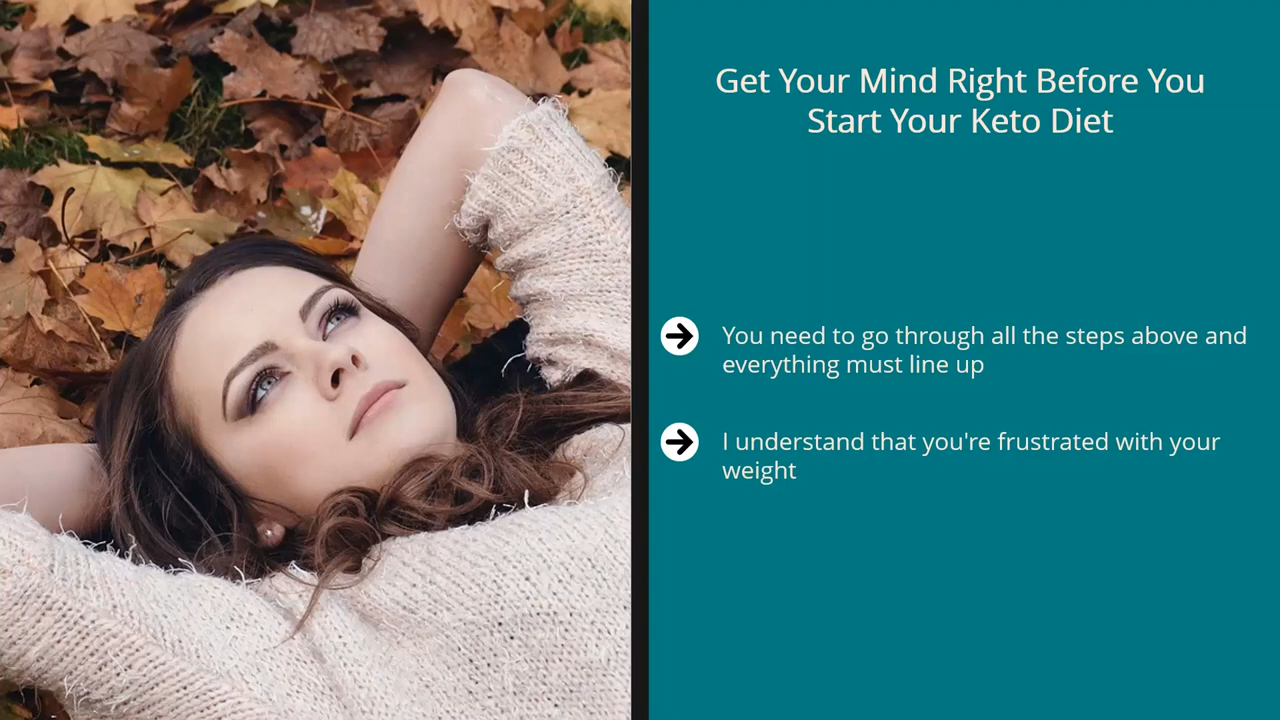 Get Your Mind Right Before You
Start Your Keto Diet
You need to go through all the steps above and
everything must line up
I understand that you're frustrated with your
weight